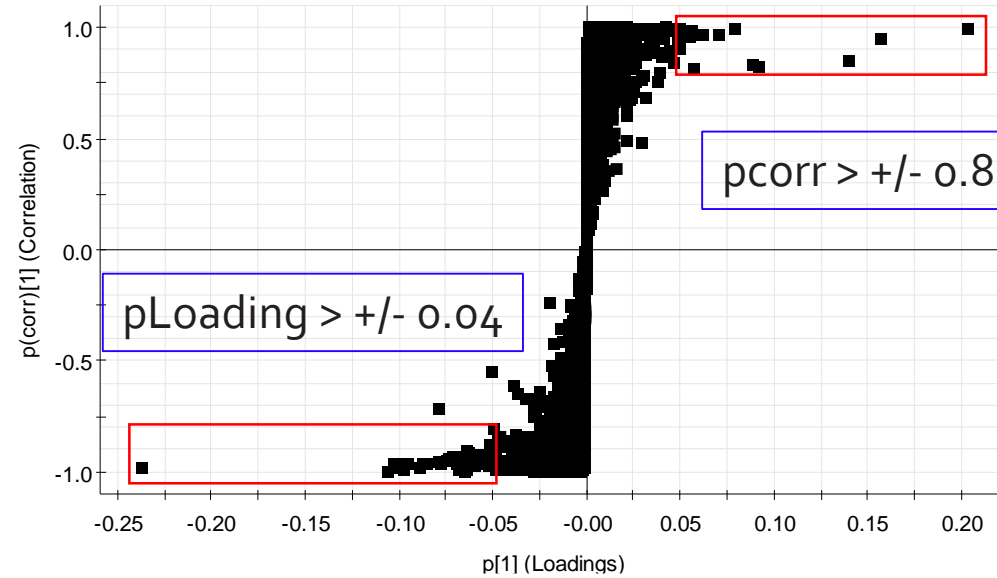 1.0
0.5
0.0
-0.5
-1.0
p(corr)[1] (Correlation)
pcorr > +/- 0.8
pLoading > +/- 0.04
-0.25 -0.20 -0.15 -0.10 -0.05 -0.00 0.05 0.10 0.15 0.20
p[1] (Loadings)